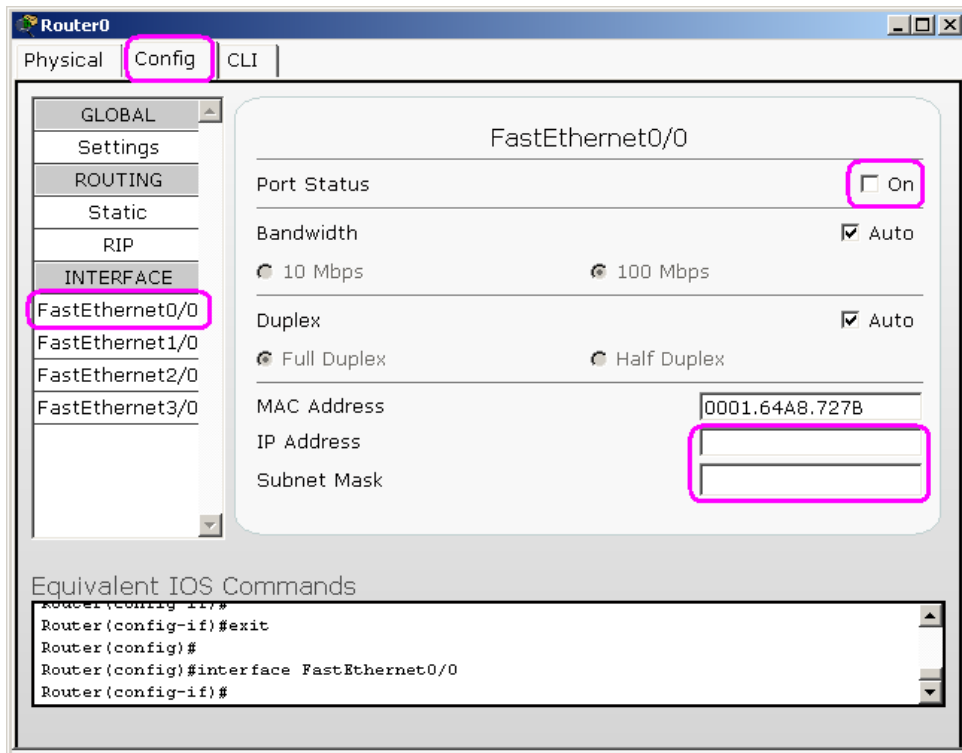 Router0
Physical Config CLI
GLOBAL
Settings
ROUTING
Static
RIP
INTERFACE
FastEthernet0/0
FastEthernet1/0
FastEthernet2/0
FastEthernet3/0
FastEthernet0/0
Port Status On
Bandwidth Auto
10 Mbps 100 Mbps
Duplex Auto
Full Duplex Half Duplex
MAC Address 0001.64A8.727B
IP Address
Subnet Mask
Equivalent IOS Commands
Router(config-if)#
Router(config-if)#exit
Router(config)#
Router(config)#interface FastEthernet0/0
Router(config-if)#